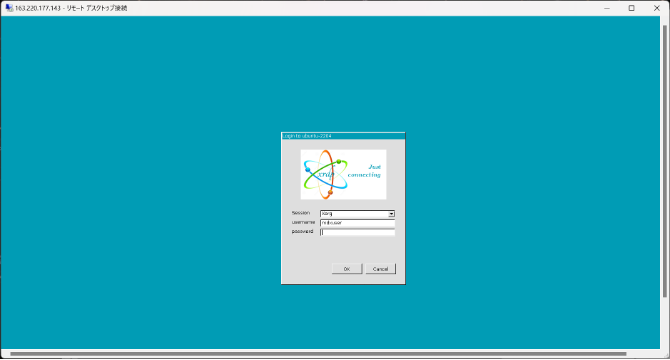 163.220.177.143 - リモート デスクトップ接続
Login to ubuntu-2204
Just
connecting
xrdp
Session
Xorg
username
mdxuser
password
OK
Cancel